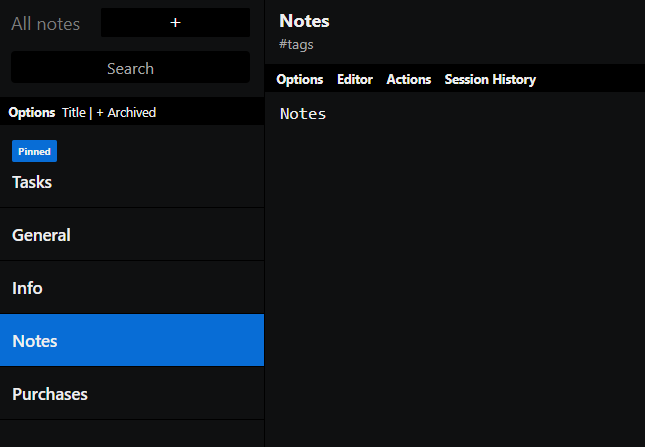 All notes
+
Search
Options Title | + Archived
Pinned
Tasks
General
Info
Notes
Purchases
Notes
#tags
Options Editor Actions Session History
Notes